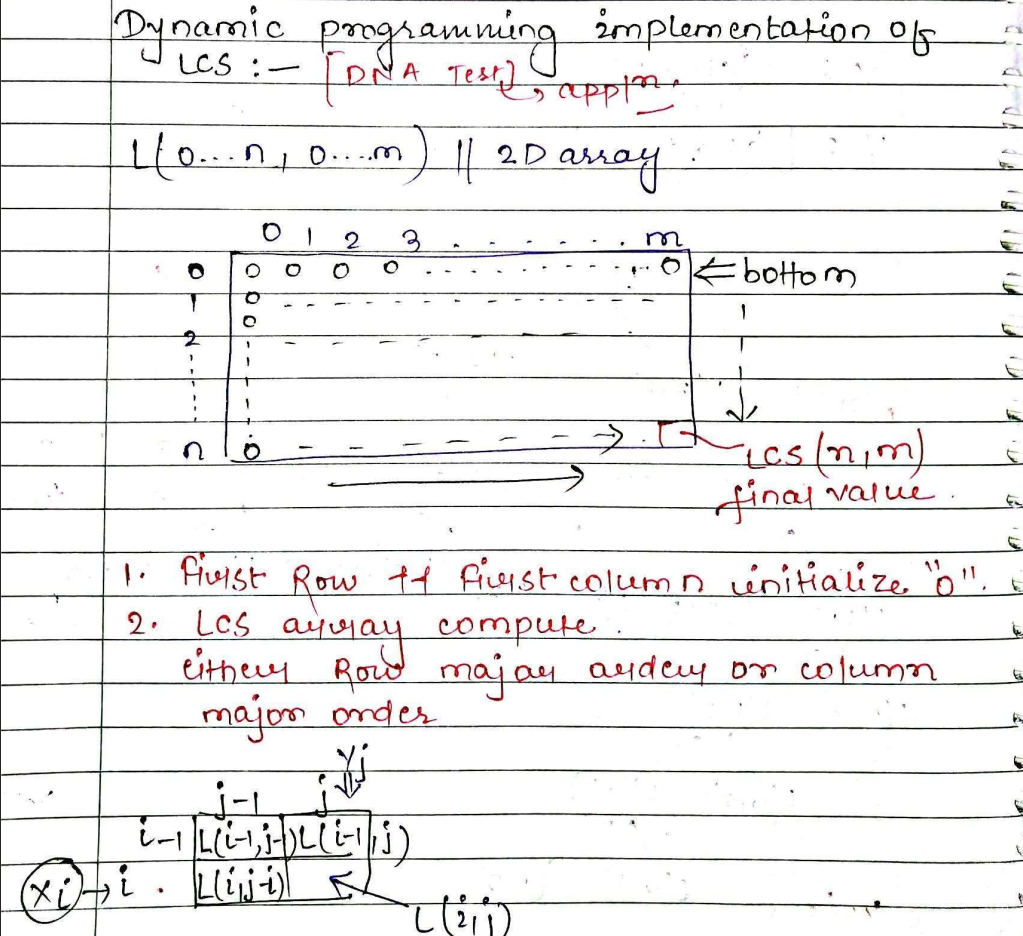 Dynamic programming implementation of
LCS :- [DNA Test] → appln.
L(0...n, 0....m) || 2D array.
0 1 2 3 . . . . . . . m
0 0 0 0 0 . . . . . . . . . . 0 ⇐ bottom
1 0 - - - - - - - - - -
0
2 - - - - -
n 0 - - - - - - → . LCS (n,m)
final value.
1. First Row && First column initialize "0".
2. LCS array compute.
either Row major order or column
major order
Yj
j-1 j
i-1 L(i-1,j-1) L(i-1,j)
Xi → i . L(i,j-i)
L(i,j)